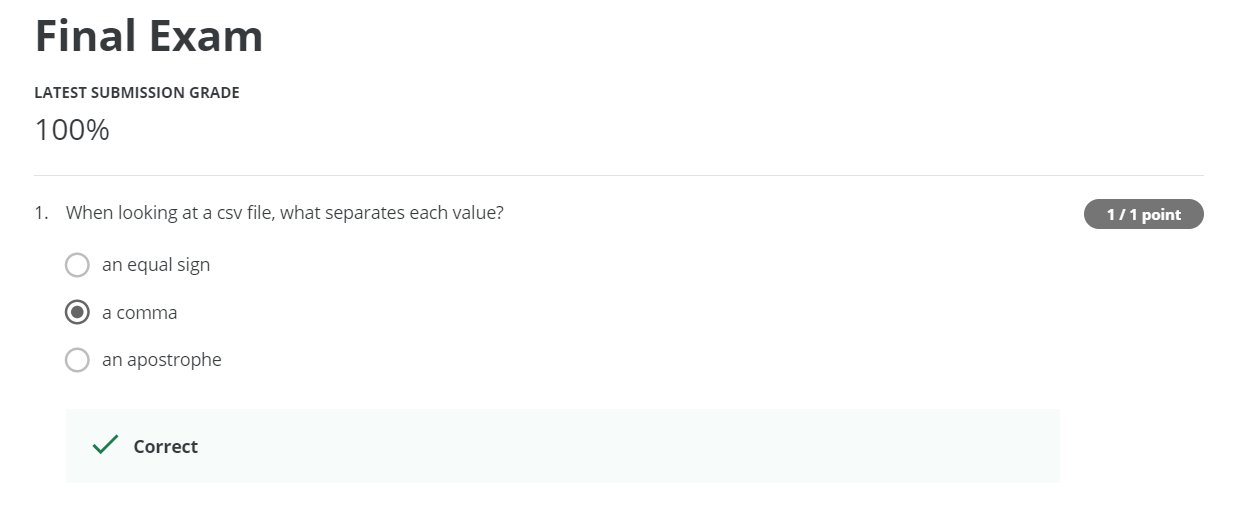 Final Exam
LATEST SUBMISSION GRADE
100%
1. When looking at a csv file, what separates each value?
1 / 1 point
an equal sign
a comma
an apostrophe
Correct